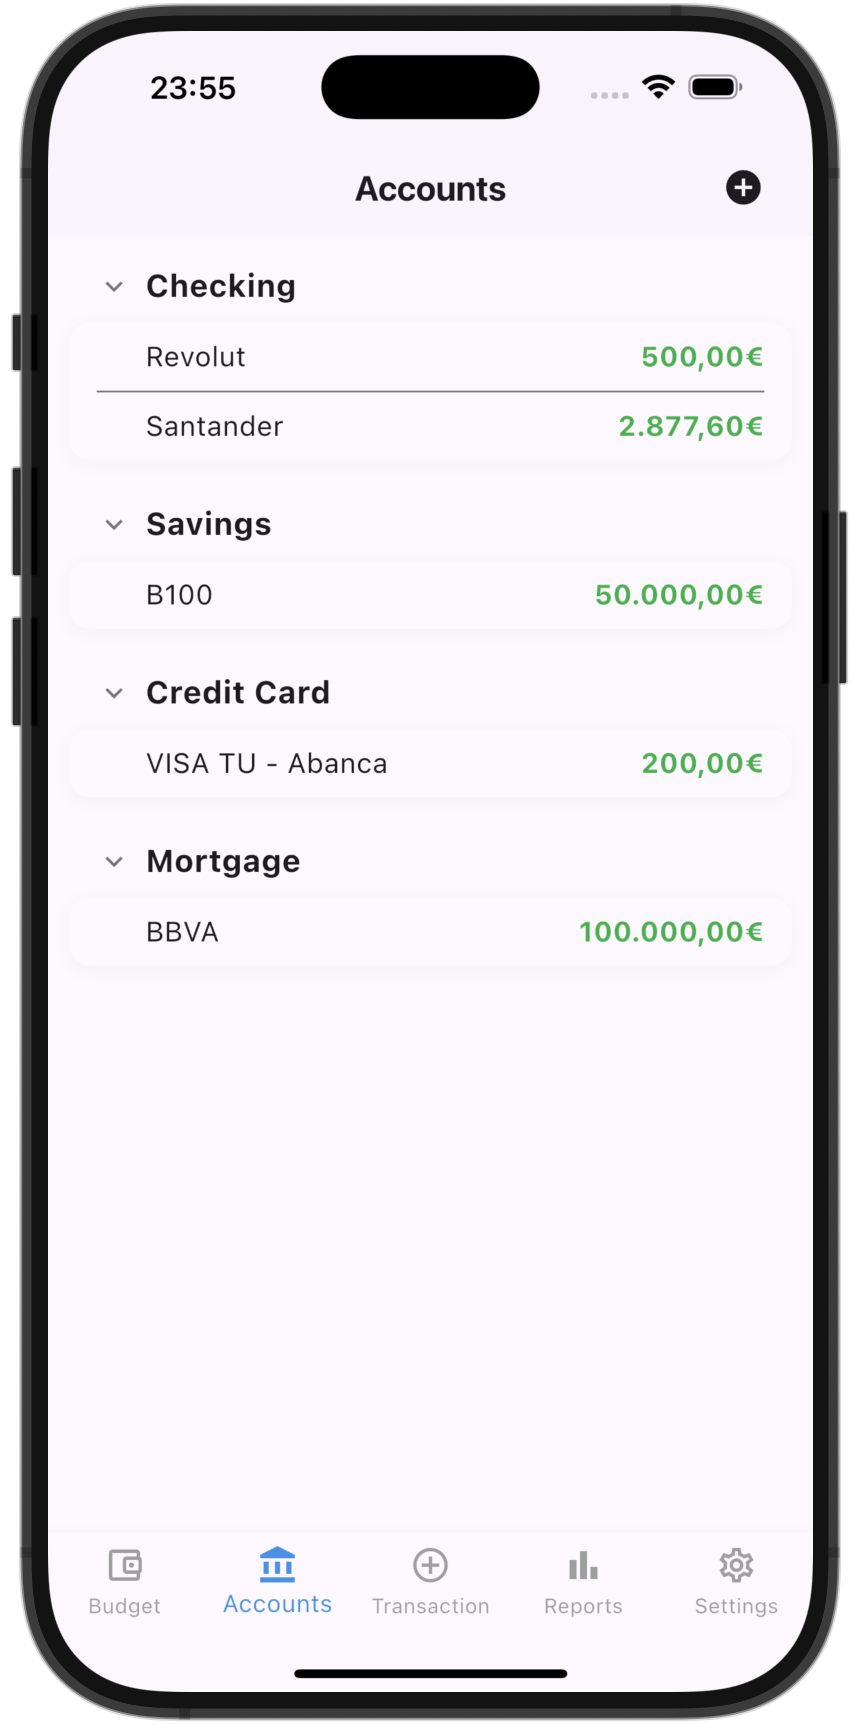 23:55
Accounts
Checking
Revolut 500,00€
Santander 2.877,60€
Savings
B100 50.000,00€
Credit Card
VISA TU - Abanca 200,00€
Mortgage
BBVA 100.000,00€
Budget Accounts Transaction Reports Settings